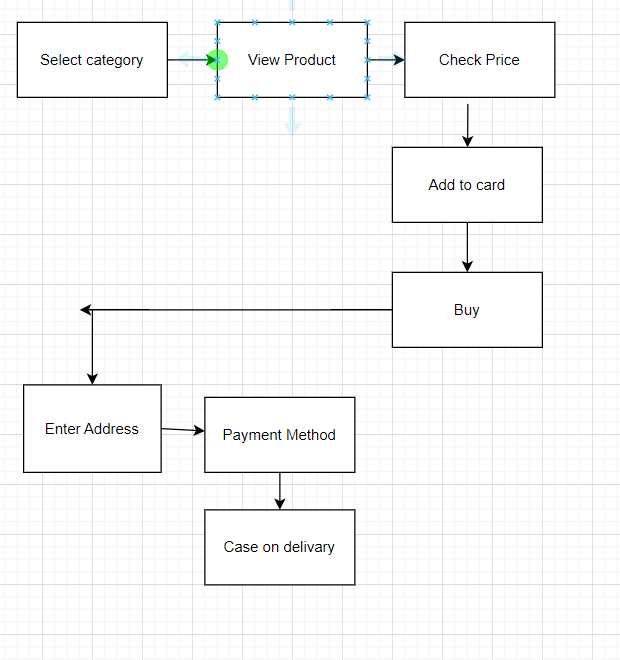 Select category
View Product
Check Price
Add to card
Buy
Enter Address
Payment Method
Case on delivary